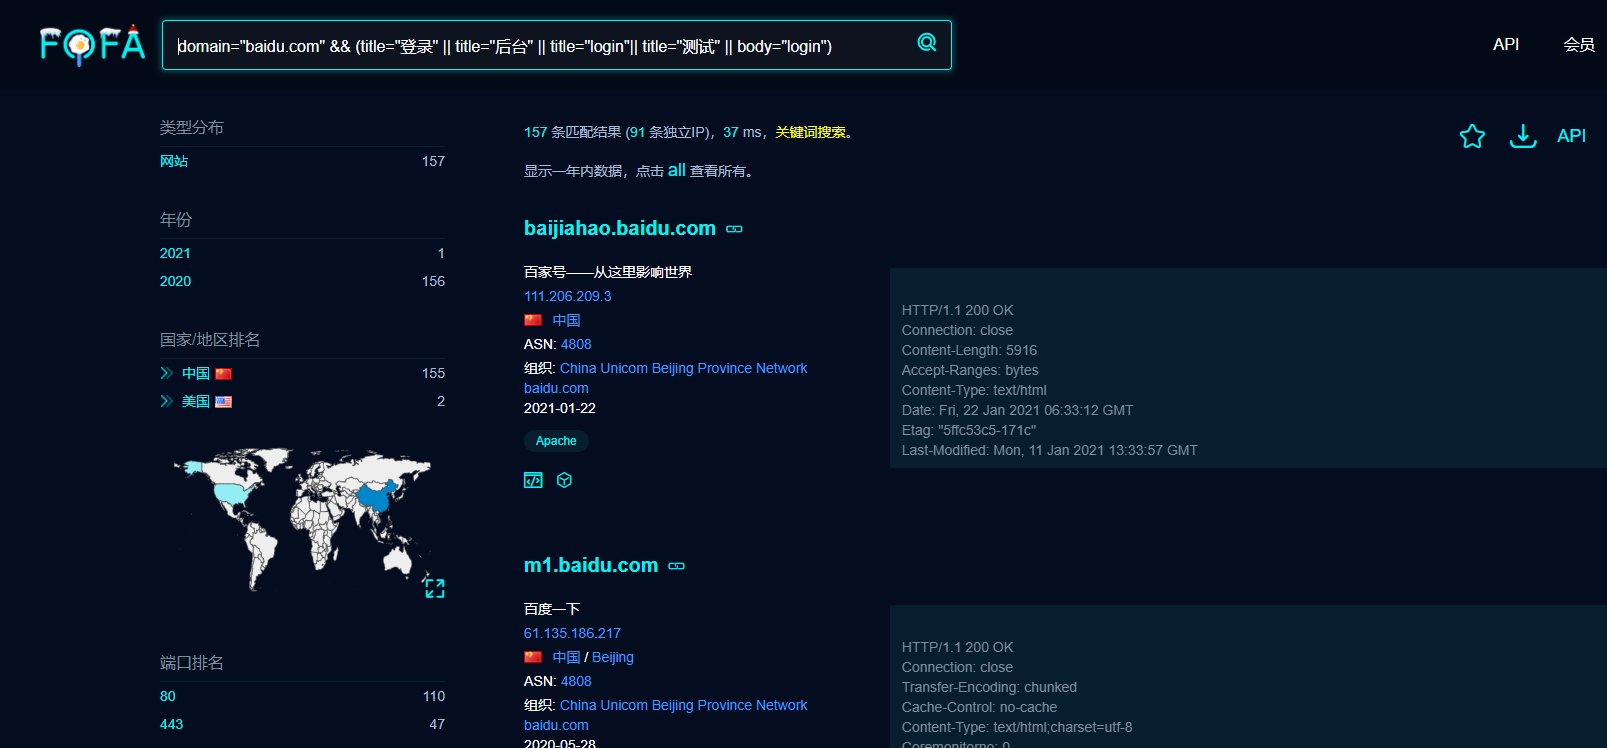 FOFA
domain="baidu.com" && (title="登录" || title="后台" || title="login"|| title="测试" || body="login")
API
会员
类型分布
网站 157
年份
2021 1
2020 156
国家/地区排名
中国 155
美国 2
端口排名
80 110
443 47
157 条匹配结果 (91 条独立IP)，37 ms，关键词搜索。
API
显示一年内数据，点击 all 查看所有。
baijiahao.baidu.com
百家号——从这里影响世界
111.206.209.3
中国
ASN: 4808
组织: China Unicom Beijing Province Network
baidu.com
2021-01-22
Apache
HTTP/1.1 200 OK
Connection: close
Content-Length: 5916
Accept-Ranges: bytes
Content-Type: text/html
Date: Fri, 22 Jan 2021 06:33:12 GMT
Etag: "5ffc53c5-171c"
Last-Modified: Mon, 11 Jan 2021 13:33:57 GMT
m1.baidu.com
百度一下
61.135.186.217
中国 / Beijing
ASN: 4808
组织: China Unicom Beijing Province Network
baidu.com
2020-05-28
HTTP/1.1 200 OK
Connection: close
Transfer-Encoding: chunked
Cache-Control: no-cache
Content-Type: text/html;charset=utf-8
Coremonitorno: 0